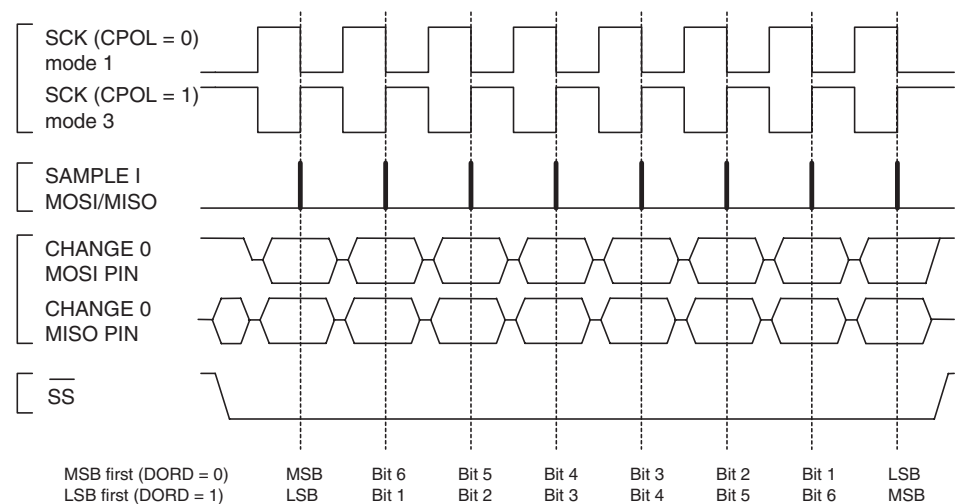 SCK (CPOL = 0)
mode 1
SCK (CPOL = 1)
mode 3
SAMPLE I
MOSI/MISO
CHANGE 0
MOSI PIN
CHANGE 0
MISO PIN
SS
MSB first (DORD = 0) MSB Bit 6 Bit 5 Bit 4 Bit 3 Bit 2 Bit 1 LSB
LSB first (DORD = 1) LSB Bit 1 Bit 2 Bit 3 Bit 4 Bit 5 Bit 6 MSB